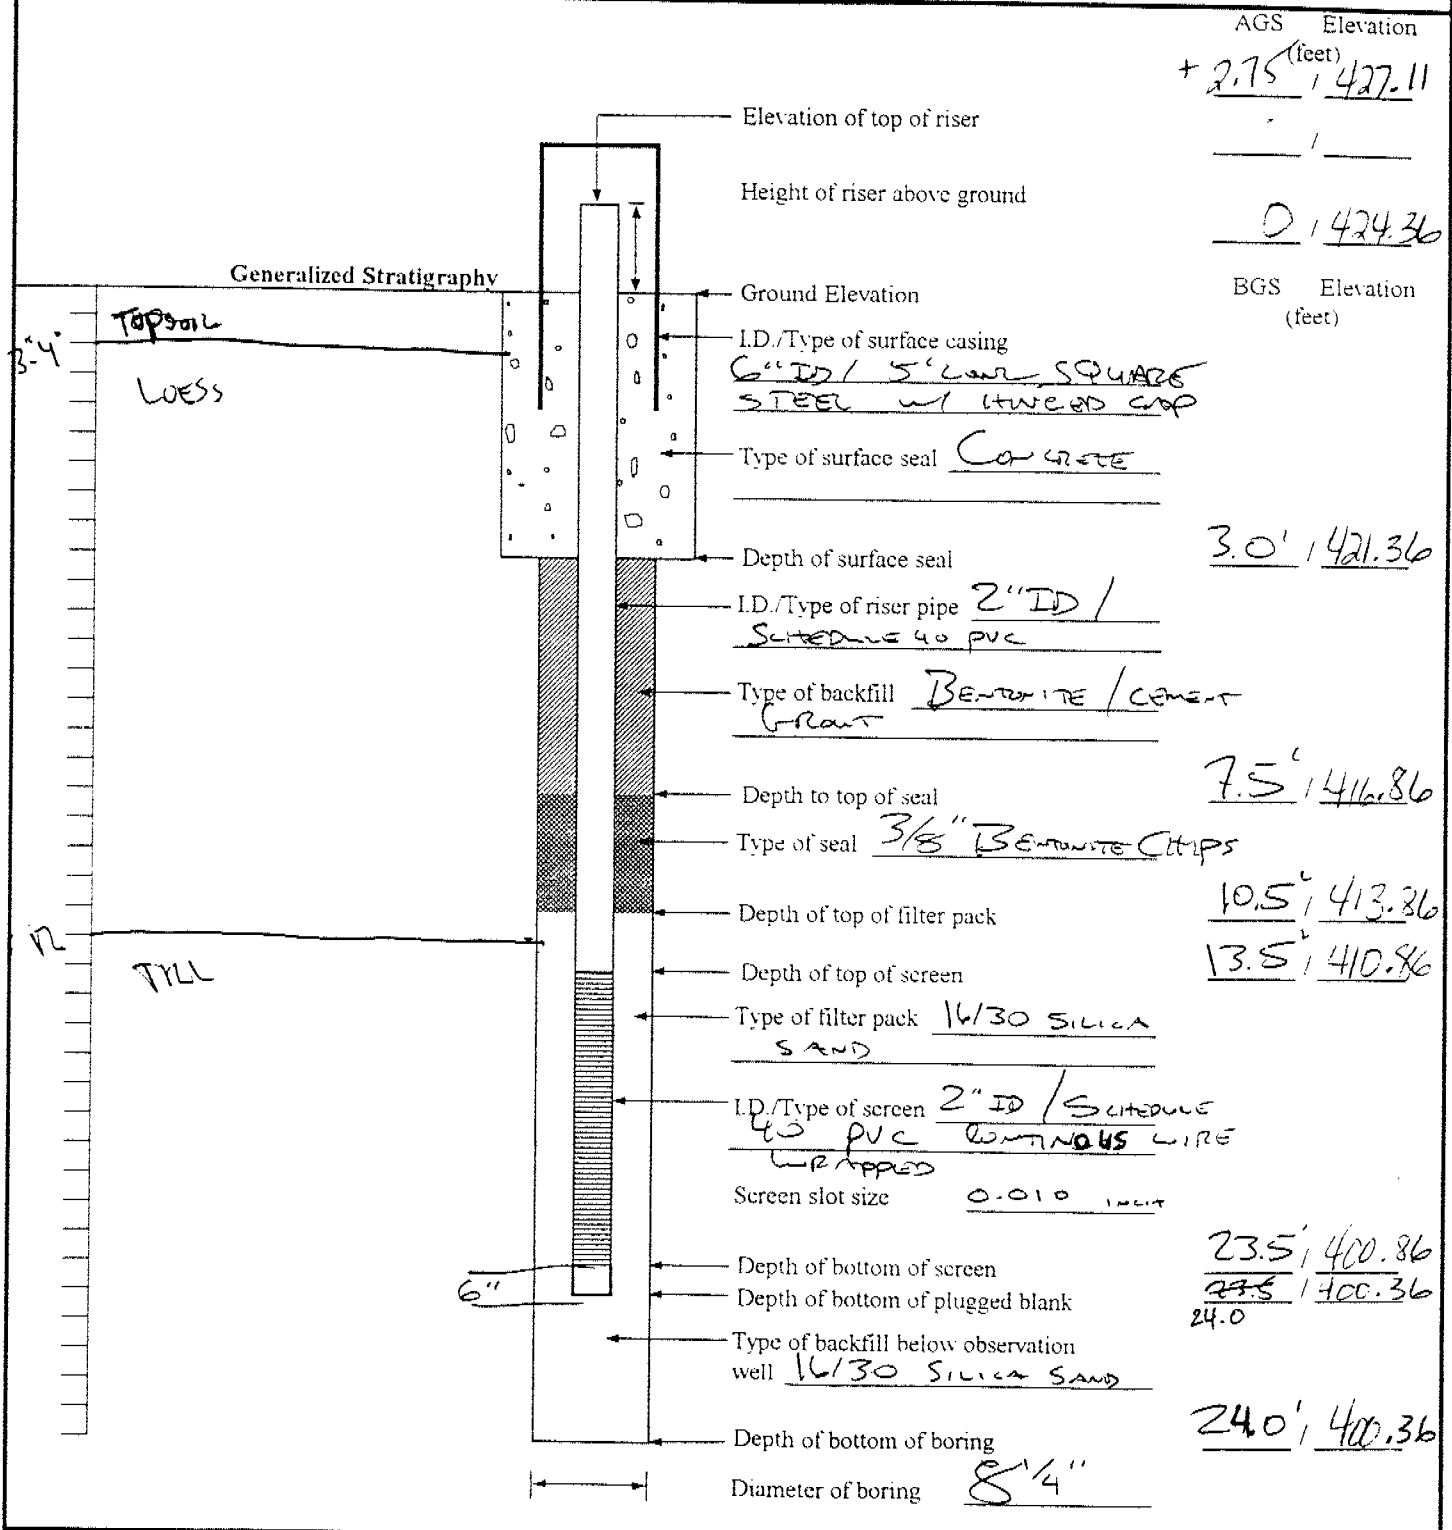 AGS Elevation
(feet)
+ 2.75 / 427.11
Elevation of top of riser
/
Height of riser above ground
0 / 424.36
Generalized Stratigraphy
Ground Elevation
BGS Elevation
(feet)
TOPSOIL
3"-4"
LOESS
I.D./Type of surface casing
6" ID / 5' LONG SQUARE
STEEL w/ HINGED CAP
Type of surface seal CONCRETE
Depth of surface seal 3.0' / 421.36
I.D./Type of riser pipe 2" ID /
SCHEDULE 40 PVC
Type of backfill BENTONITE / CEMENT
GROUT
Depth to top of seal 7.5' / 416.86
Type of seal 3/8" BENTONITE CHIPS
Depth of top of filter pack 10.5' / 413.86
12
TILL
Depth of top of screen 13.5' / 410.86
Type of filter pack 16/30 SILICA
SAND
I.D./Type of screen 2" ID / SCHEDULE
40 PVC CONTINOUS WIRE
WRAPPED
Screen slot size 0.010 INCH
Depth of bottom of screen 23.5' / 400.86
6"
Depth of bottom of plugged blank 23.5 / 400.36
24.0
Type of backfill below observation
well 16/30 SILICA SAND
Depth of bottom of boring 24.0' / 400.36
Diameter of boring 8 1/4"